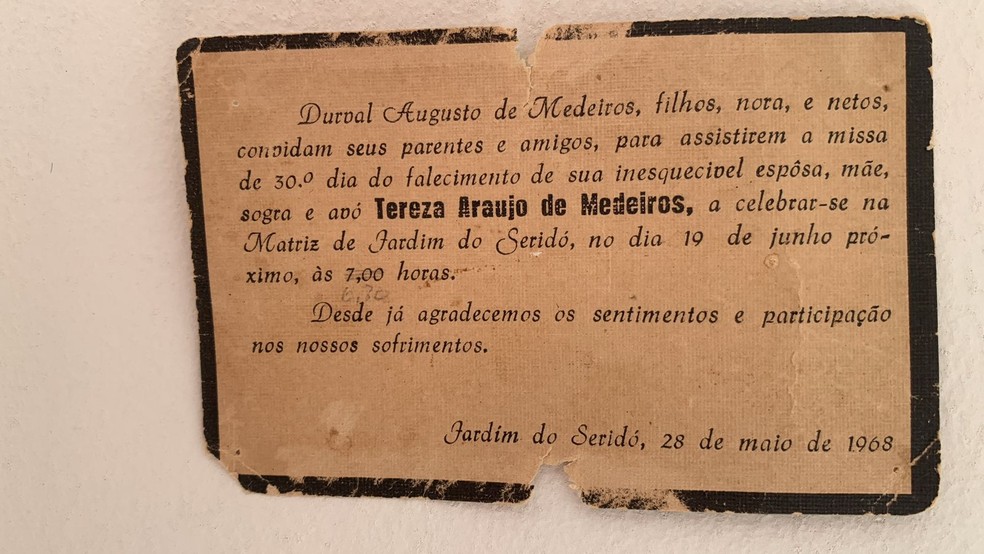 Durval Augusto de Medeiros, filhos, nora, e netos,
convidam seus parentes e amigos, para assistirem a missa
de 30.º dia do falecimento de sua inesquecivel espôsa, mãe,
sogra e avó Tereza Araujo de Medeiros, a celebrar-se na
Matriz de Jardim do Seridó, no dia 19 de junho pró-
ximo, às 7,00 horas.
6,30
Desde já agradecemos os sentimentos e participação
nos nossos sofrimentos.
Jardim do Seridó, 28 de maio de 1968